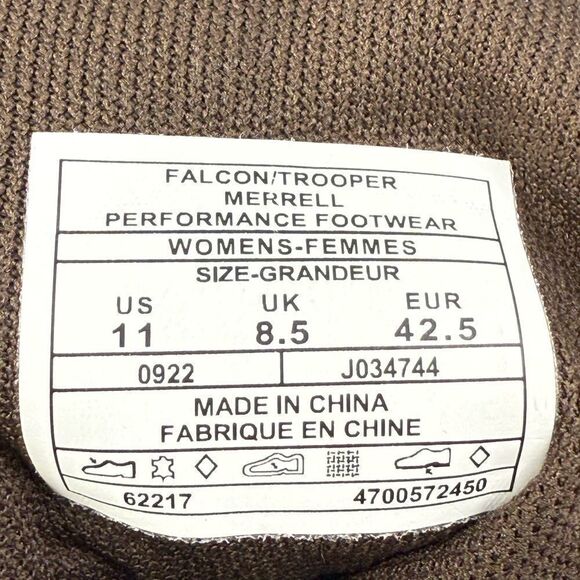 FALCON/TROOPER
MERRELL
PERFORMANCE FOOTWEAR
WOMENS-FEMMES
SIZE-GRANDEUR
US UK EUR
11 8.5 42.5
0922 J034744
MADE IN CHINA
FABRIQUE EN CHINE
62217 4700572450